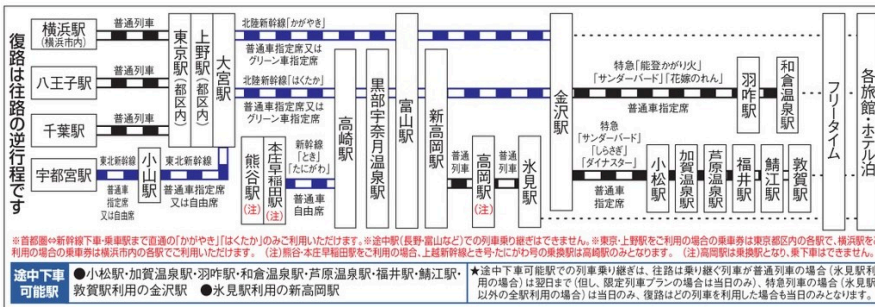 復路は往路の逆行程です
横浜駅
(横浜市内)
八王子駅
千葉駅
宇都宮駅
普通列車
普通列車
普通列車
東北新幹線
普通車
指定席
又は自由席
小山駅
東北新幹線
普通車指定席
又は自由席
東京駅(都区内)
上野駅(都区内)
大宮駅
北陸新幹線「かがやき」
普通車指定席又は
グリーン車指定席
北陸新幹線「はくたか」
普通車指定席又は
グリーン車指定席
熊谷駅(注)
本庄早稲田駅(注)
新幹線
「とき」
「たにがわ」
普通車
自由席
高崎駅
黒部宇奈月温泉駅
富山駅
新高岡駅
普通
列車
高岡駅(注)
普通
列車
氷見駅
金沢駅
特急「能登かがり火」
「サンダーバード」「花嫁のれん」
普通車指定席
羽咋駅
和倉温泉駅
特急
「サンダーバード」
「しらさぎ」
「ダイナスター」
普通車
指定席
小松駅
加賀温泉駅
芦原温泉駅
福井駅
鯖江駅
敦賀駅
フリータイム
各旅館・ホテル泊
※首都圏⇔新幹線下車・乗車駅まで直通の「かがやき」「はくたか」のみご利用いただけます。※途中駅(長野・富山など)での列車乗り継ぎはできません。※東京・上野駅をご利用の場合の乗車券は東京都区内の各駅で、横浜駅をご
利用の場合の乗車券は横浜市内の各駅でご利用いただけます。 (注)熊谷・本庄早稲田駅をご利用の場合、上越新幹線とき号・たにがわ号の乗換駅は高崎駅のみとなります。 (注)高岡駅は乗換駅となり、乗下車はできません。
途中下車
可能駅
●小松駅・加賀温泉駅・羽咋駅・和倉温泉駅・芦原温泉駅・福井駅・鯖江駅・
敦賀駅利用の金沢駅 ●氷見駅利用の新高岡駅
★途中下車可能駅での列車乗り継ぎは、往路は乗り継ぐ列車が普通列車の場合(氷見駅利
用の場合)は翌日まで(但し、限定列車プランの場合は当日のみ)、特急列車の場合(氷見駅
以外の全駅利用の場合)は当日のみ、復路はどの列車を利用した場合も当日のみとなります。